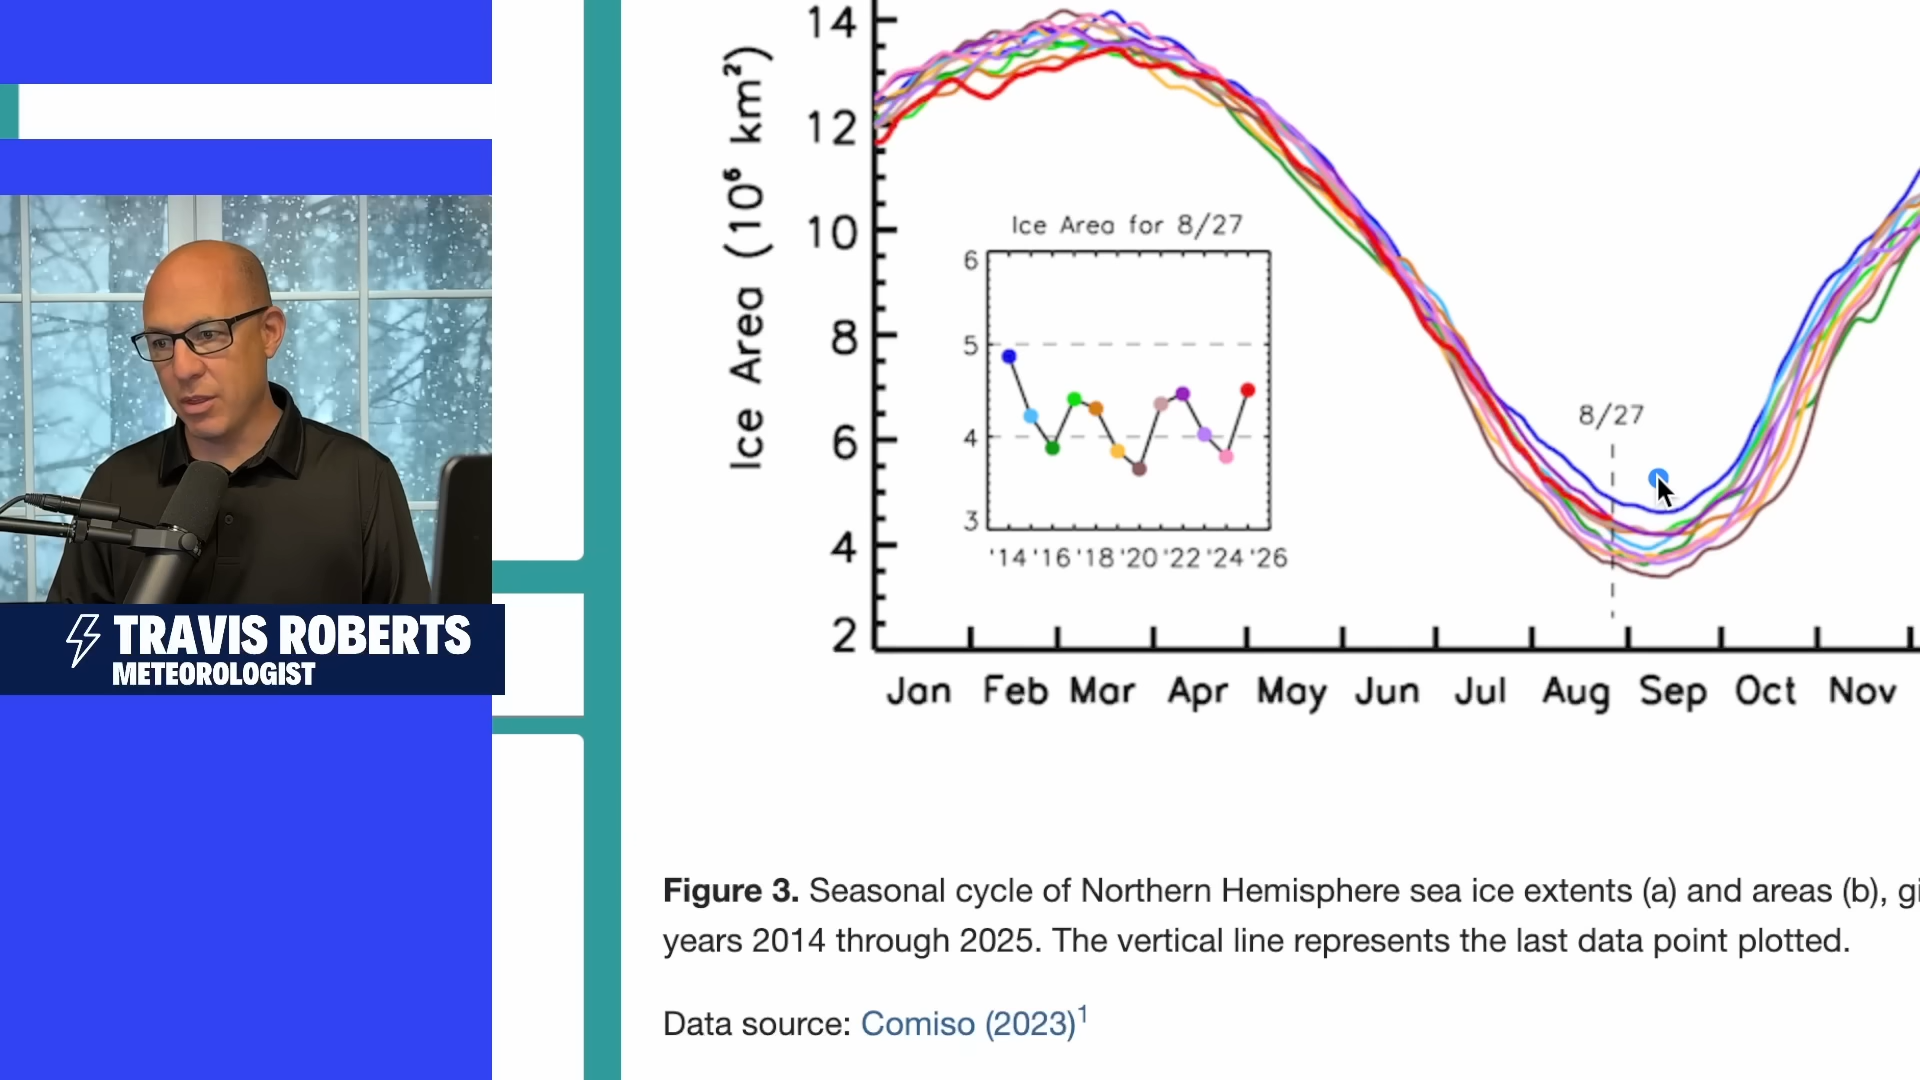 TRAVIS ROBERTS
METEOROLOGIST
Ice Area (10⁶ km²)
14
12
10
8
6
4
2
Ice Area for 8/27
6
5
4
3
'14 '16 '18 '20 '22 '24 '26
8/27
Jan Feb Mar Apr May Jun Jul Aug Sep Oct Nov
Figure 3. Seasonal cycle of Northern Hemisphere sea ice extents (a) and areas (b), gi
years 2014 through 2025. The vertical line represents the last data point plotted.
Data source: Comiso (2023)¹